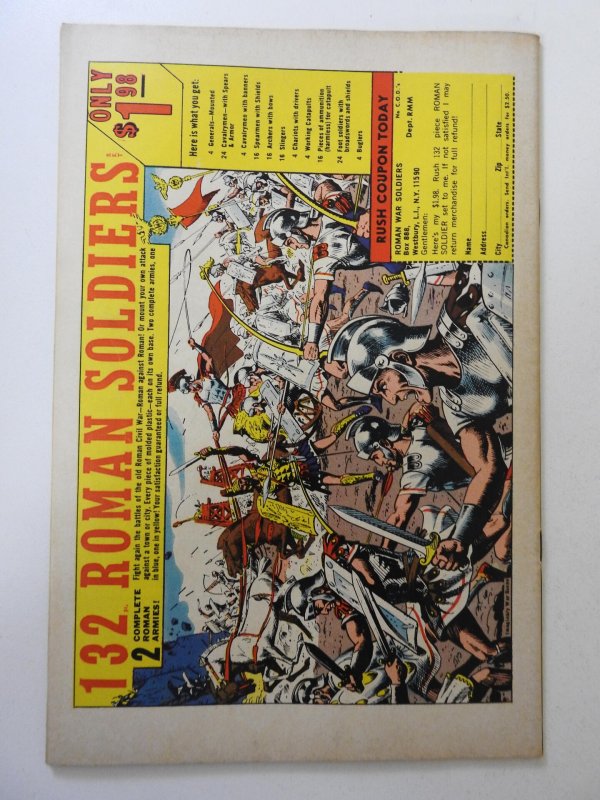 132 ROMAN SOLDIERS
ONLY
$1.98
2 COMPLETE
ROMAN
ARMIES!
Fight again the battles of the old Roman Civil War—Roman against Roman! Or mount your own attack
against a town or city. Every piece of molded plastic—each on its own base. Two complete armies, one
in blue, one in yellow! Your satisfaction guaranteed or full refund.
Here is what you get:
4 Generals—Mounted
24 Cavalrymen—with Spears
& Armor
4 Cavalrymen with banners
16 Spearmen with Shields
16 Archers with bows
16 Slingers
4 Chariots with drivers
4 Working Catapults
16 Pieces of ammunition
(harmless) for catapult
24 Foot Soldiers with
broadswords and shields
4 Buglers
RUSH COUPON TODAY
No C.O.D.'s
ROMAN WAR SOLDIERS
Box 888, Dept. RMM
Westbury, L.I., N.Y. 11590
Gentlemen:
Here's my $1.98. Rush 132 piece ROMAN
SOLDIER set to me. If not satisfied I may
return merchandise for full refund!
Name
Address
City State Zip
Canadian orders, Send Int'l. money orders for $2.50.